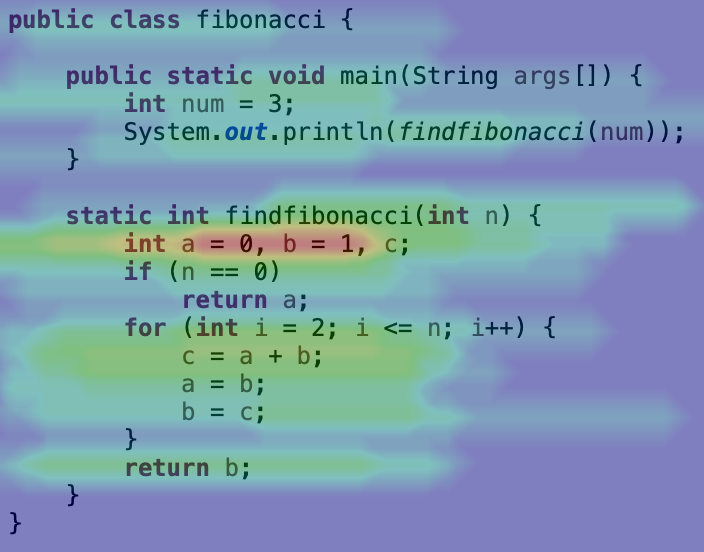 public class fibonacci {
public static void main(String args[]) {
int num = 3;
System.out.println(findfibonacci(num));
}
static int findfibonacci(int n) {
int a = 0, b = 1, c;
if (n == 0)
return a;
for (int i = 2; i <= n; i++) {
c = a + b;
a = b;
b = c;
}
return b;
}
}